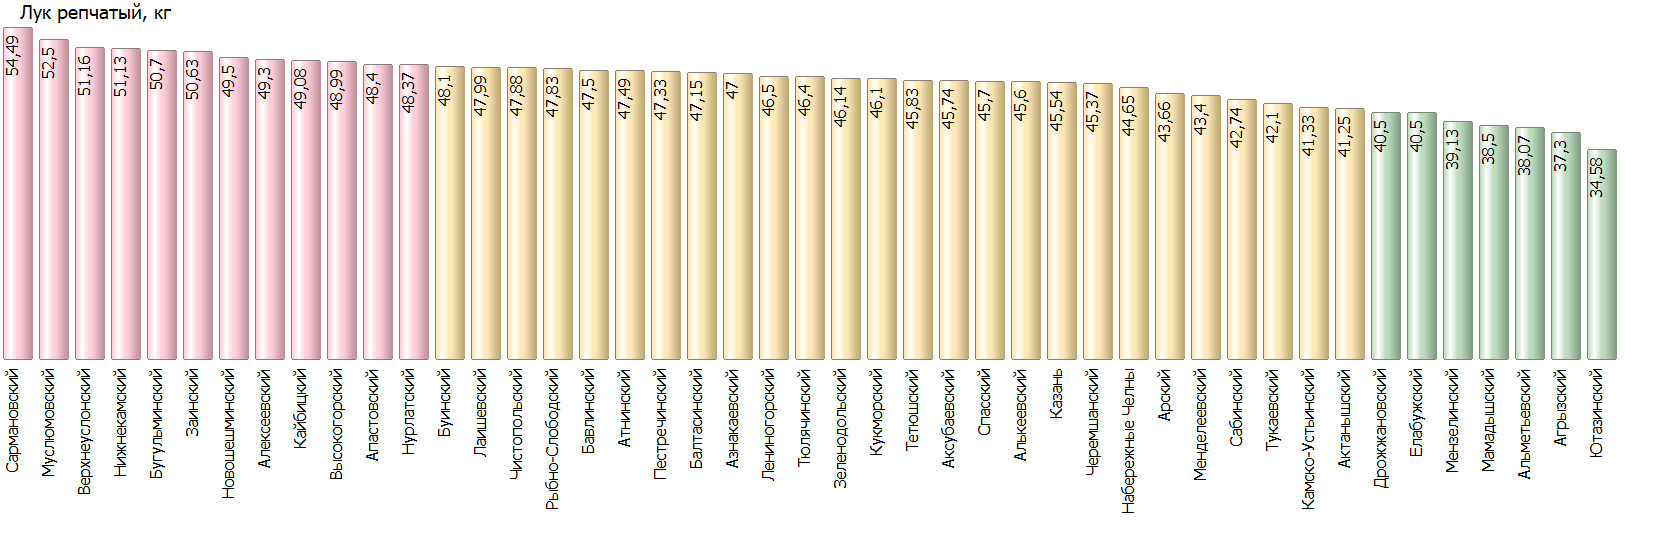 Лук репчатый, кг
54,49
52,5
51,16
51,13
50,7
50,63
49,5
49,3
49,08
48,99
48,4
48,37
48,1
47,99
47,88
47,83
47,5
47,49
47,33
47,15
47
46,5
46,4
46,14
46,1
45,83
45,74
45,7
45,6
45,54
45,37
44,65
43,66
43,4
42,74
42,1
41,33
41,25
40,5
40,5
39,13
38,5
38,07
37,3
34,58
Сармановский
Муслюмовский
Верхнеуслонский
Нижнекамский
Бугульминский
Заинский
Новошешминский
Алексеевский
Кайбицкий
Высокогорский
Апастовский
Нурлатский
Буинский
Лаишевский
Чистопольский
Рыбно-Слободский
Бавлинский
Атнинский
Пестречинский
Балтасинский
Азнакаевский
Лениногорский
Тюлячинский
Зеленодольский
Кукморский
Тетюшский
Аксубаевский
Спасский
Алькеевский
Казань
Черемшанский
Набережные Челны
Арский
Менделеевский
Сабинский
Тукаевский
Камско-Устьинский
Актанышский
Дрожжановский
Елабужский
Мензелинский
Мамадышский
Альметьевский
Агрызский
Ютазинский